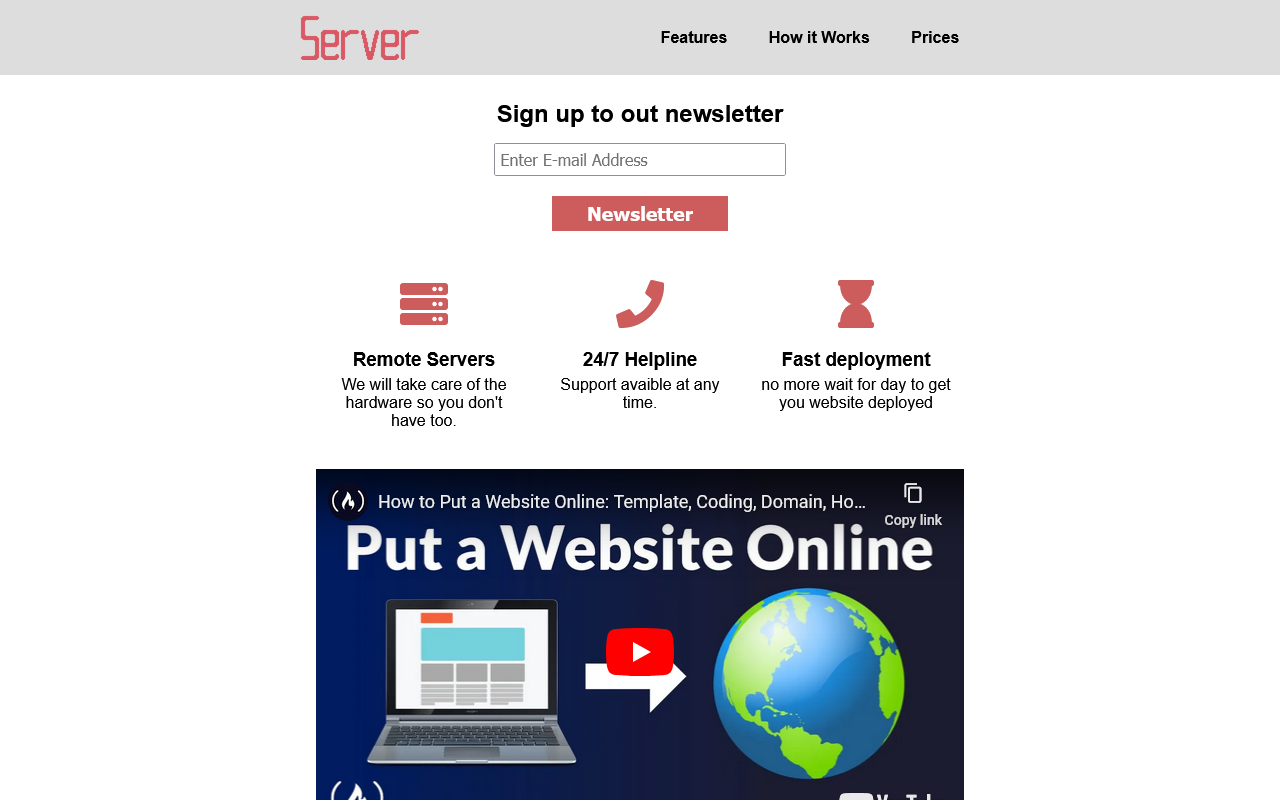 Server
Features
How it Works
Prices
Sign up to out newsletter
Enter E-mail Address
Newsletter
Remote Servers
We will take care of the
hardware so you don't
have too.
24/7 Helpline
Support avaible at any
time.
Fast deployment
no more wait for day to get
you website deployed
How to Put a Website Online: Template, Coding, Domain, Ho…
Copy link
Put a Website Online